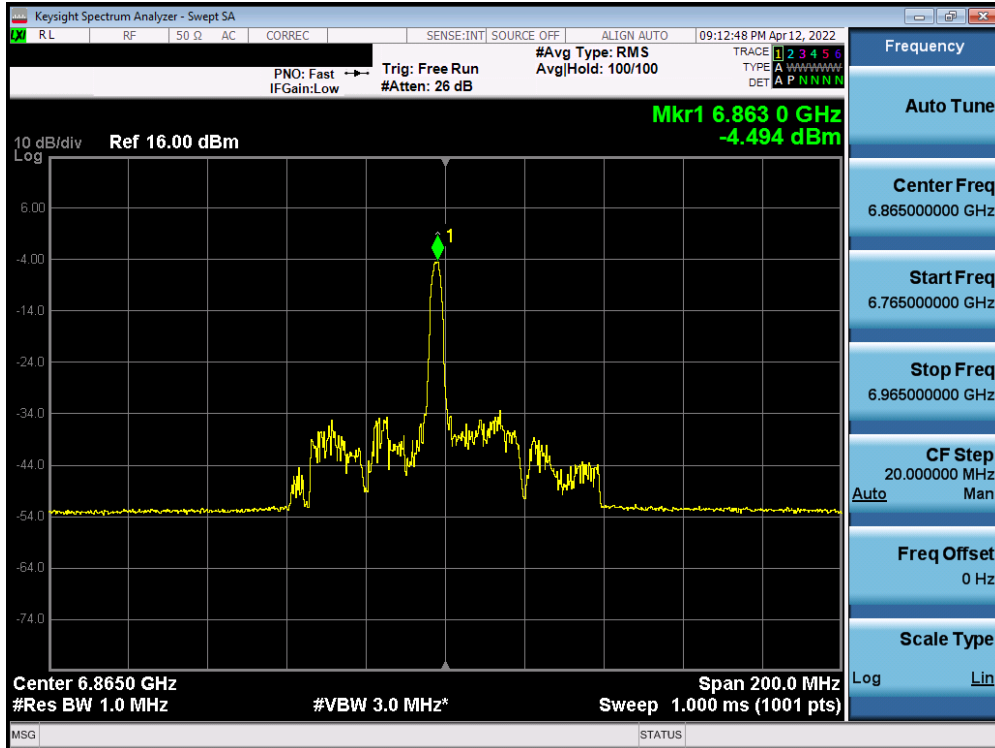 Keysight Spectrum Analyzer - Swept SA
LXI RL RF 50 Ω AC CORREC SENSE:INT SOURCE OFF ALIGN AUTO 09:12:48 PM Apr 12, 2022
PNO: Fast
IFGain:Low
Trig: Free Run
#Atten: 26 dB
#Avg Type: RMS
Avg|Hold: 100/100
TRACE 1 2 3 4 5 6
TYPE A WWWWW
DET A P N N N N
Mkr1 6.863 0 GHz
-4.494 dBm
10 dB/div Ref 16.00 dBm
Log
6.00
1
-4.00
-14.0
-24.0
-34.0
-44.0
-54.0
-64.0
-74.0
Center 6.8650 GHz Span 200.0 MHz
#Res BW 1.0 MHz #VBW 3.0 MHz* Sweep 1.000 ms (1001 pts)
MSG STATUS
Frequency
Auto Tune
Center Freq
6.865000000 GHz
Start Freq
6.765000000 GHz
Stop Freq
6.965000000 GHz
CF Step
20.000000 MHz
Auto Man
Freq Offset
0 Hz
Scale Type
Log Lin